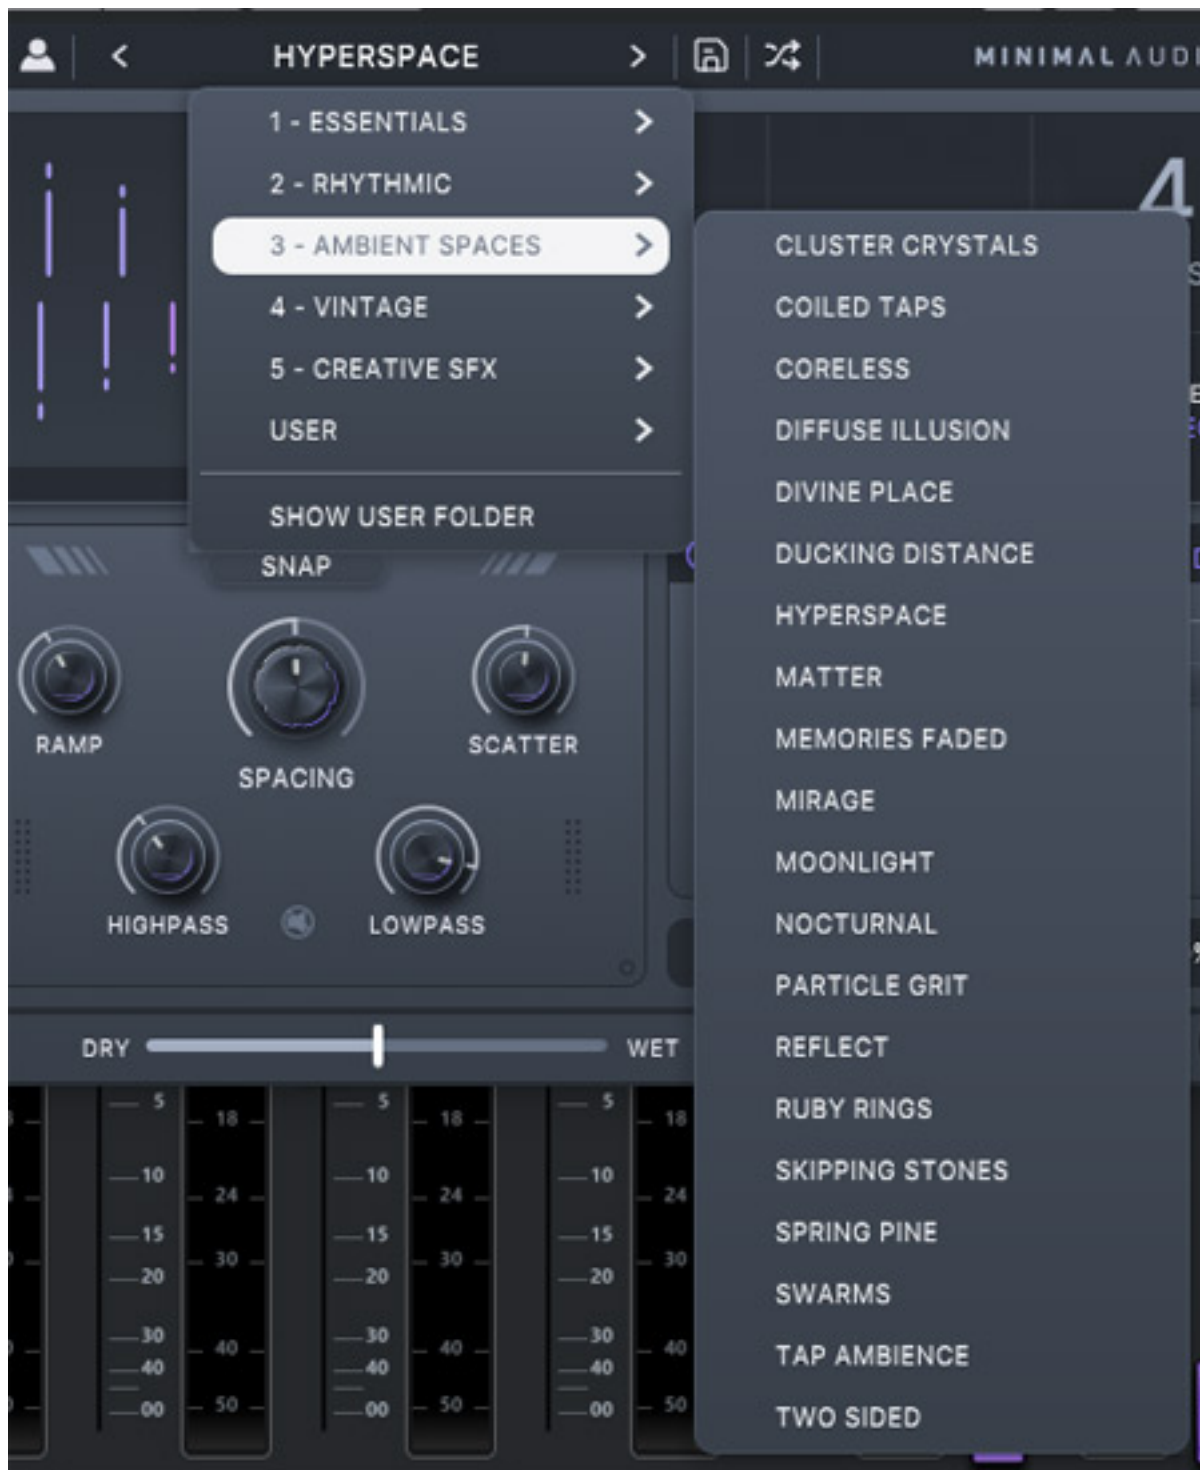 HYPERSPACE
MINIMAL
1 - ESSENTIALS
2 - RHYTHMIC
3 - AMBIENT SPACES
4 - VINTAGE
5 - CREATIVE SFX
USER
SHOW USER FOLDER
4
CLUSTER CRYSTALS
COILED TAPS
CORELESS
DIFFUSE ILLUSION
DIVINE PLACE
DUCKING DISTANCE
HYPERSPACE
MATTER
MEMORIES FADED
MIRAGE
MOONLIGHT
NOCTURNAL
PARTICLE GRIT
REFLECT
RUBY RINGS
SKIPPING STONES
SPRING PINE
SWARMS
TAP AMBIENCE
TWO SIDED
SNAP
RAMP
SPACING
SCATTER
HIGHPASS
LOWPASS
DRY WET
5 18 5 18 5 18
10 24 10 24 10 24
15 15 15
30 30 30
20 20 20
30 30 30
40 40 40
40 40 40
50 50 50
00 00 00